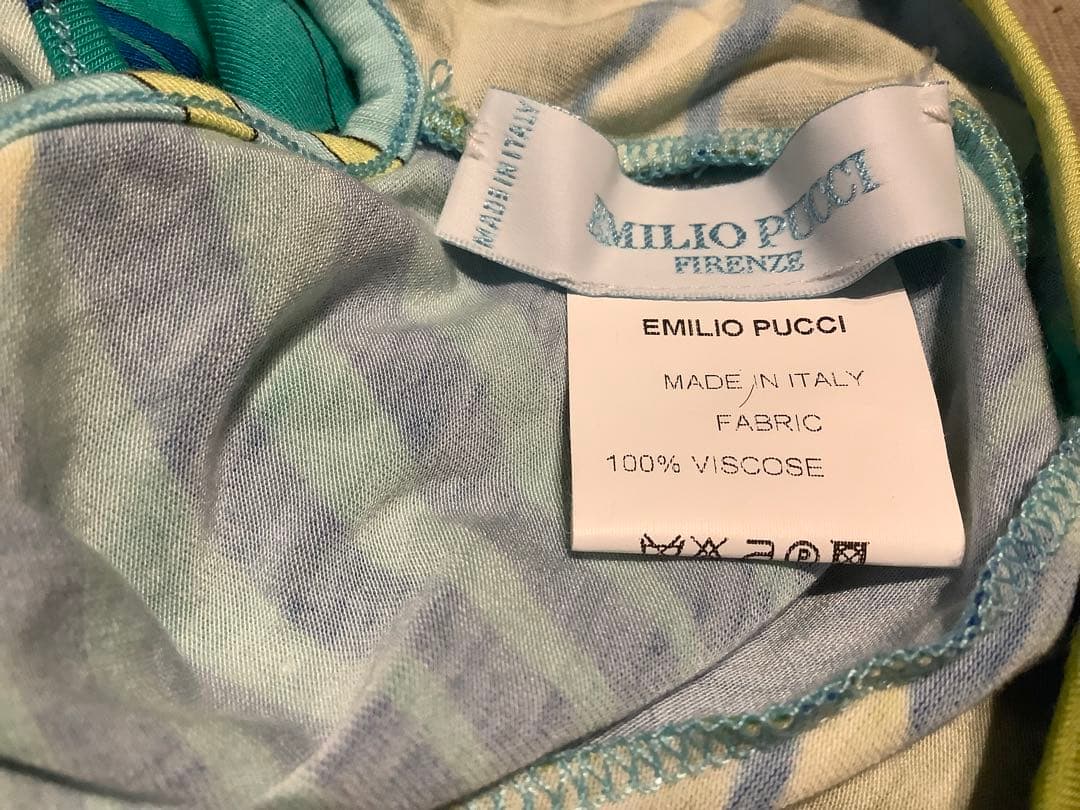 MADE IN ITALY
EMILIO PUCCI
FIRENZE
EMILIO PUCCI
MADE IN ITALY
FABRIC
100% VISCOSE
P